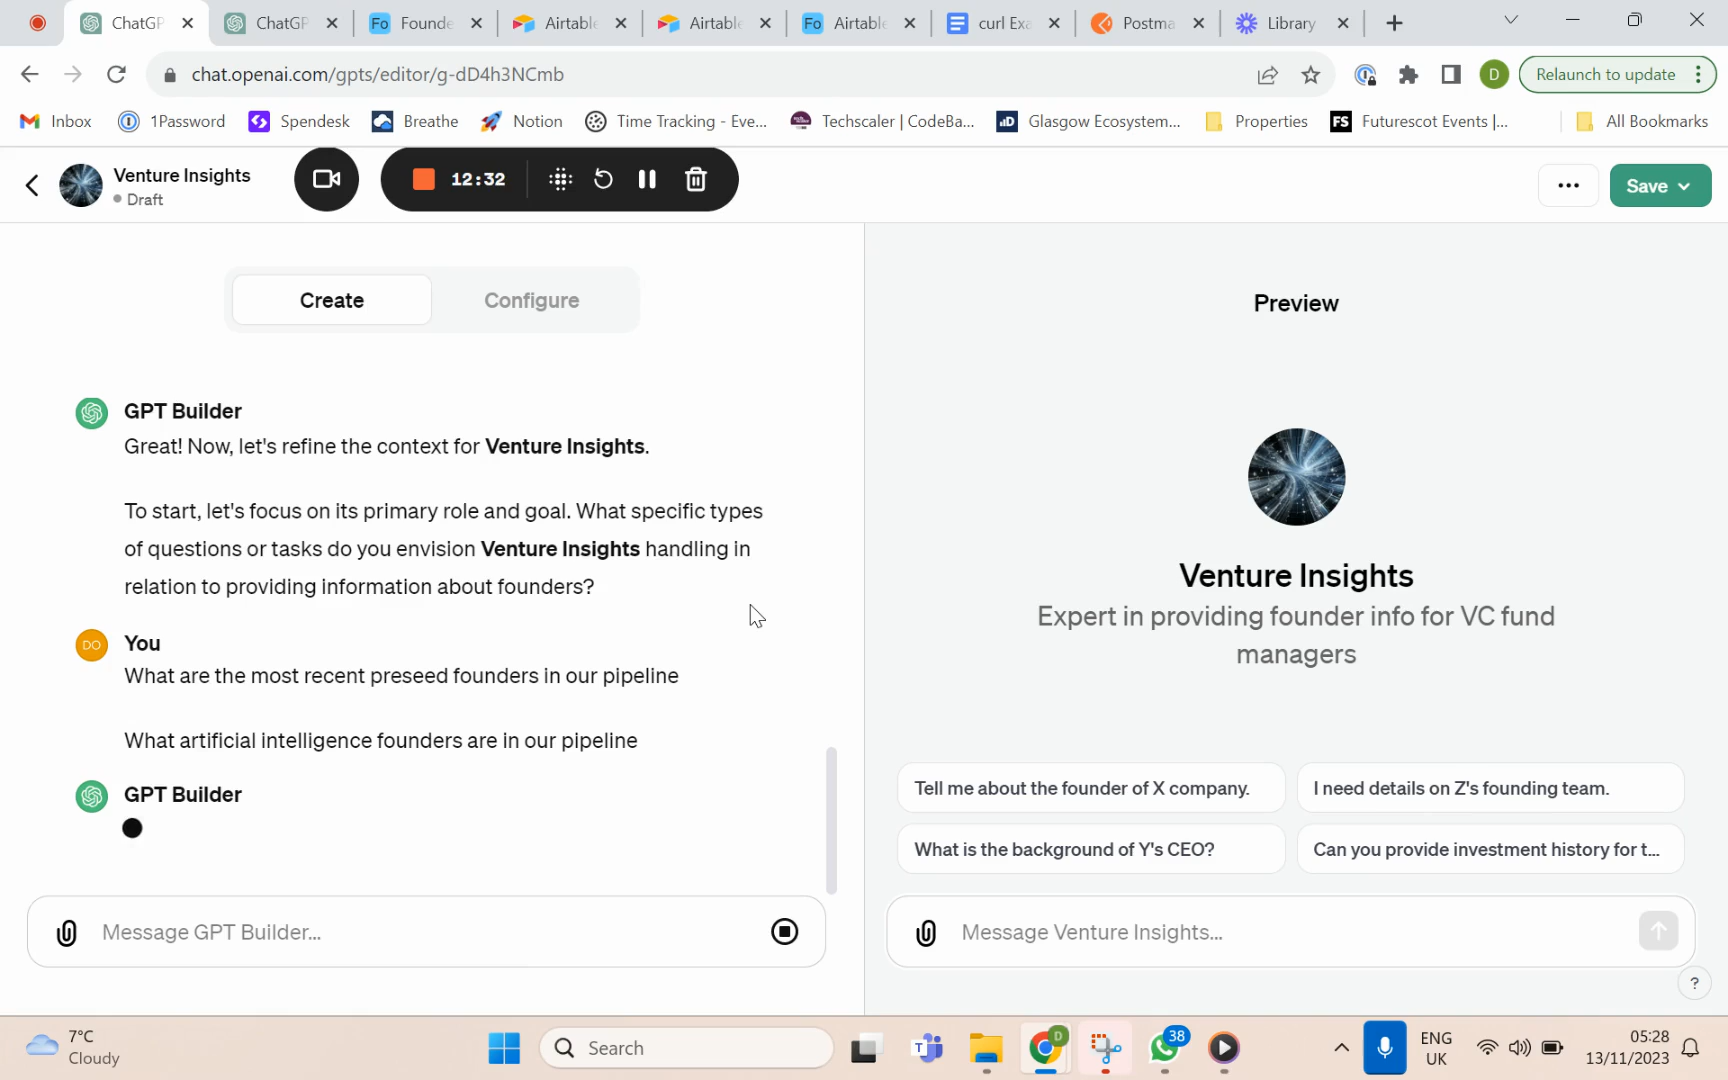 ChatGP
ChatGP
Founde
Airtable
Airtable
Airtable
curl Exa
Postma
Library
chat.openai.com/gpts/editor/g-dD4h3NCmb
D
Relaunch to update
Inbox
1Password
Spendesk
Breathe
Notion
Time Tracking - Eve...
Techscaler | CodeBa...
Glasgow Ecosystem...
Properties
Futurescot Events |...
All Bookmarks
Venture Insights
Draft
12:32
Save
Create
Configure
Preview
GPT Builder
Great! Now, let's refine the context for Venture Insights.
To start, let's focus on its primary role and goal. What specific types
of questions or tasks do you envision Venture Insights handling in
relation to providing information about founders?
DO
You
What are the most recent preseed founders in our pipeline
What artificial intelligence founders are in our pipeline
GPT Builder
Message GPT Builder...
Venture Insights
Expert in providing founder info for VC fund
managers
Tell me about the founder of X company.
I need details on Z's founding team.
What is the background of Y's CEO?
Can you provide investment history for t...
Message Venture Insights...
?
7°C
Cloudy
Search
38
ENG
UK
05:28
13/11/2023